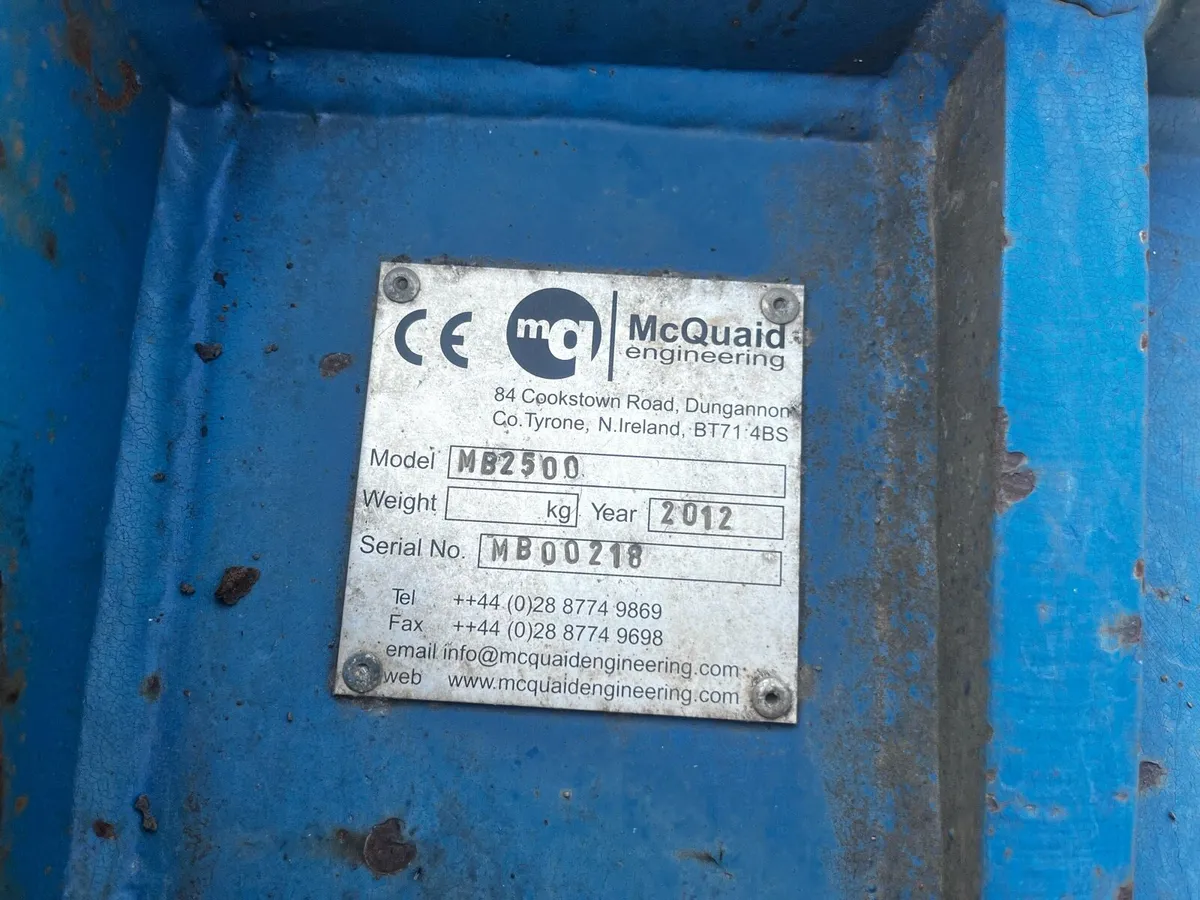 CE mq McQuaid
engineering
84 Cookstown Road, Dungannon
Co.Tyrone, N.Ireland, BT71 4BS
Model MB2500
Weight kg Year 2012
Serial No. MB00218
Tel ++44 (0)28 8774 9869
Fax ++44 (0)28 8774 9698
email info@mcquaidengineering.com
web www.mcquaidengineering.com